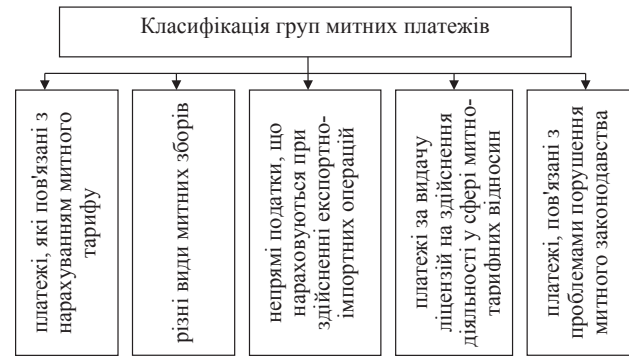 Класифікація груп митних платежів
платежі, які пов'язані з
нарахуванням митного
тарифу
різні види митних зборів
непрямі податки, що
нараховуються при
здійсненні експортно-
імпортних операцій
платежі за видачу
ліцензій на здійснення
діяльності у сфері митно-
тарифних відносин
платежі, пов'язані з
проблемами порушення
митного законодавства